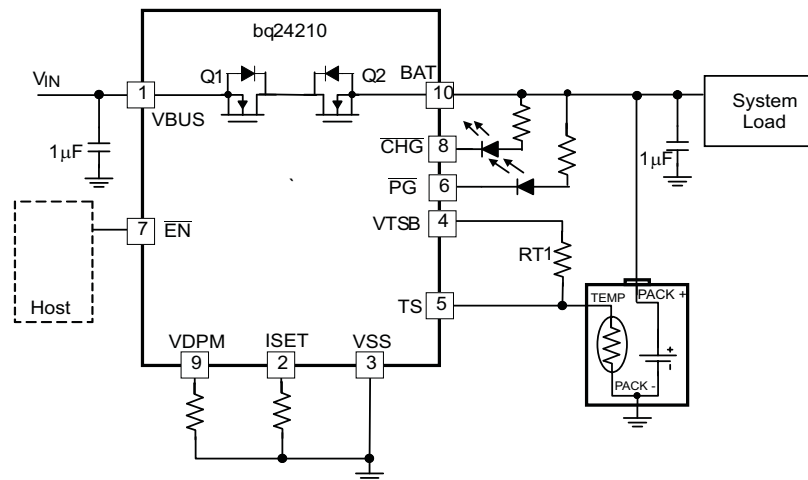 bq24210
VIN
1
VBUS
Q1
Q2
BAT
10
System
Load
1μF
CHG
8
PG
6
1μF
7
EN
VTSB
4
RT1
Host
TS
5
TEMP
PACK +
+
-
PACK -
VDPM
ISET
VSS
9
2
3